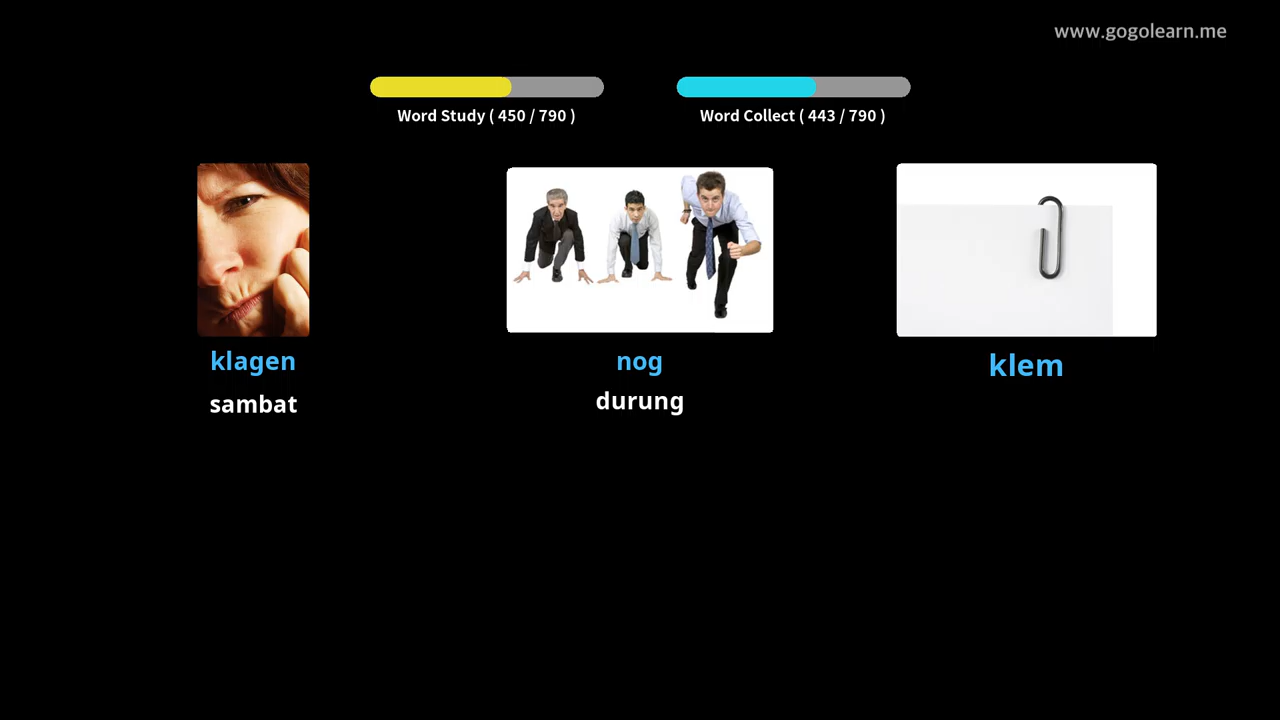 www.gogolearn.me
Word Study ( 450 / 790 )
Word Collect ( 443 / 790 )
klagen
sambat
nog
durung
klem